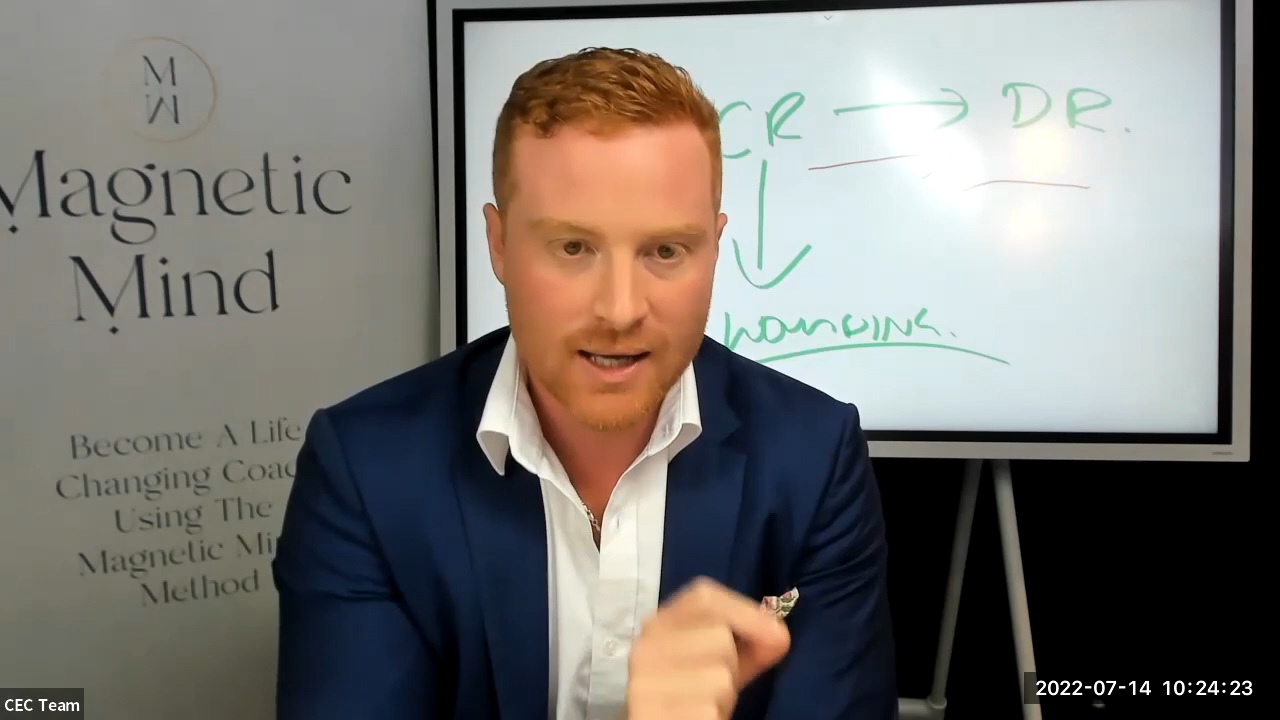 M
M
Magnetic
Mind
Become A Life
Changing Coac
Using The
Magnetic Mi
Method
CR → DR.
CEC Team
2022-07-14 10:24:23